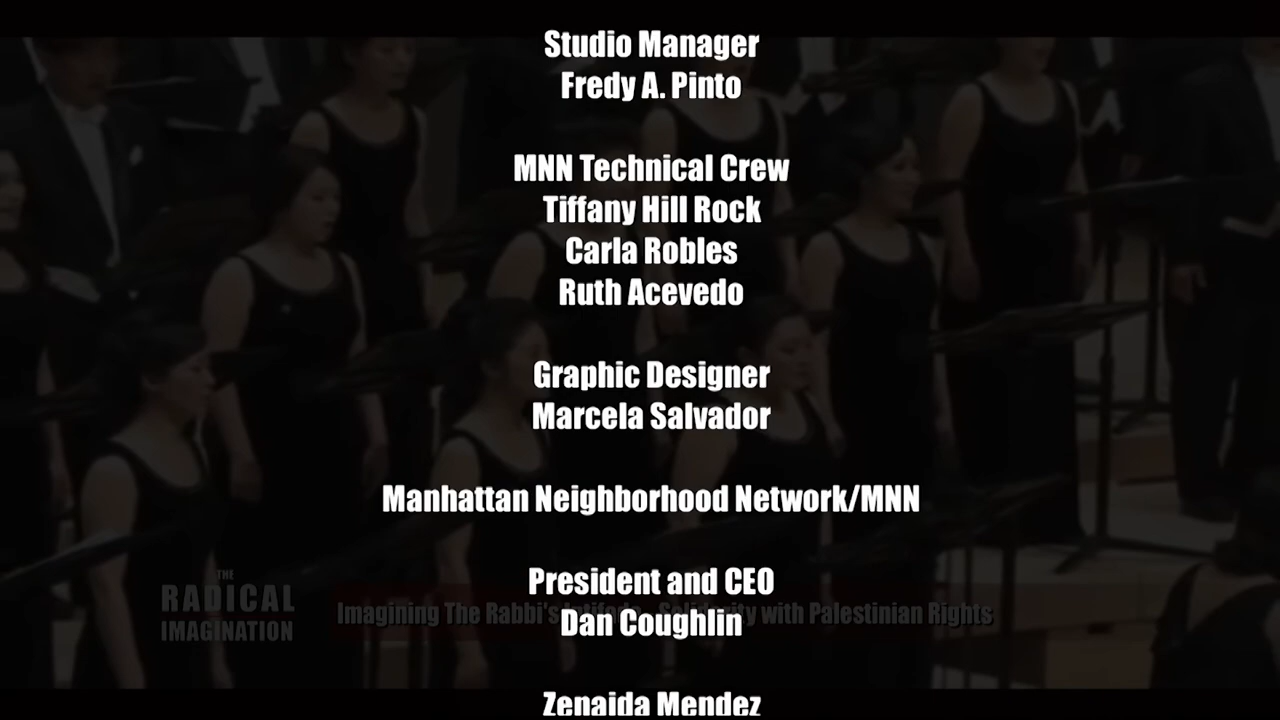 Studio Manager
Fredy A. Pinto
MNN Technical Crew
Tiffany Hill Rock
Carla Robles
Ruth Acevedo
Graphic Designer
Marcela Salvador
Manhattan Neighborhood Network/MNN
President and CEO
Dan Coughlin
THE
RADICAL
IMAGINATION
Imagining The Rabbi's Intifada - Solidarity with Palestinian Rights
Zenaida Mendez